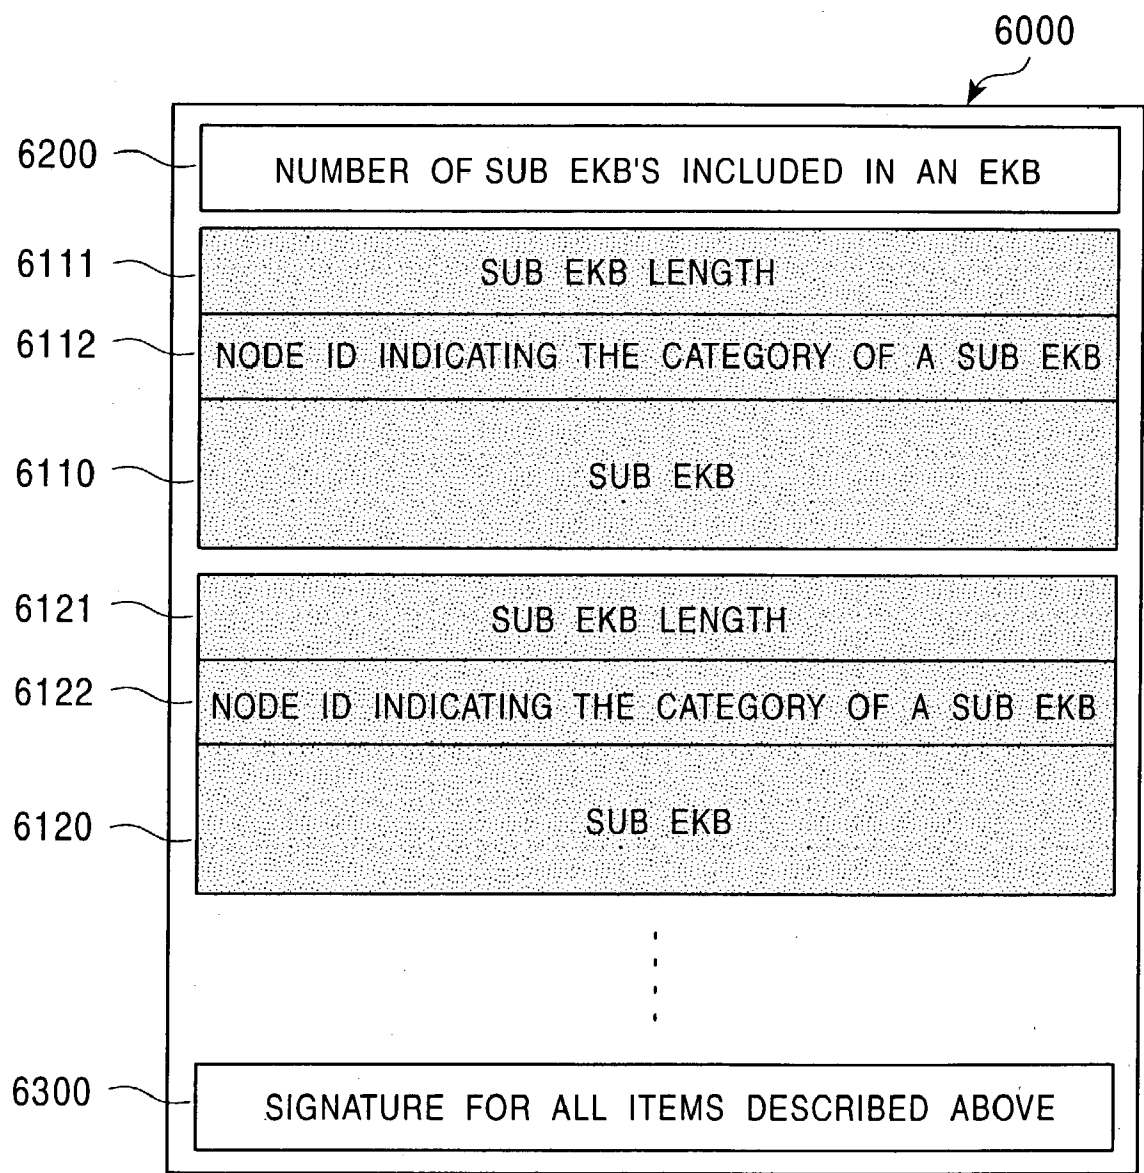 6000
6200 NUMBER OF SUB EKB'S INCLUDED IN AN EKB
6111 SUB EKB LENGTH
6112 NODE ID INDICATING THE CATEGORY OF A SUB EKB
6110 SUB EKB
6121 SUB EKB LENGTH
6122 NODE ID INDICATING THE CATEGORY OF A SUB EKB
6120 SUB EKB
6300 SIGNATURE FOR ALL ITEMS DESCRIBED ABOVE